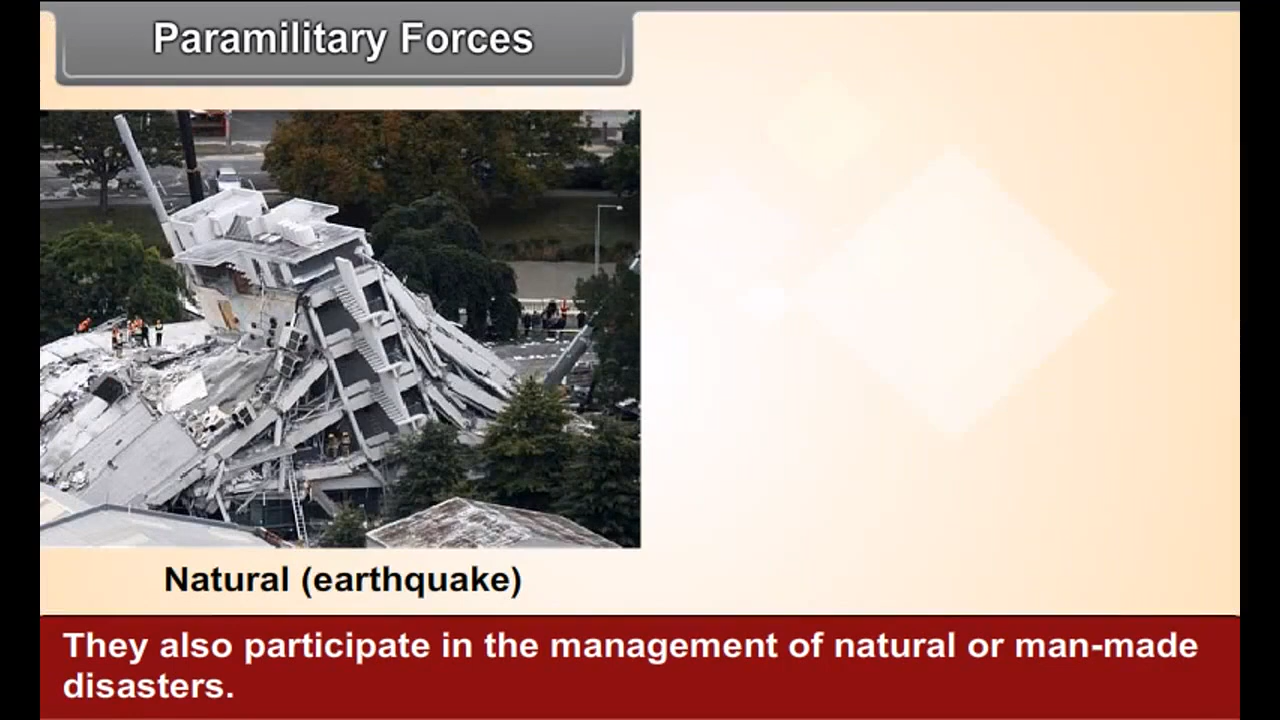 Paramilitary Forces
Natural (earthquake)
They also participate in the management of natural or man-made
disasters.